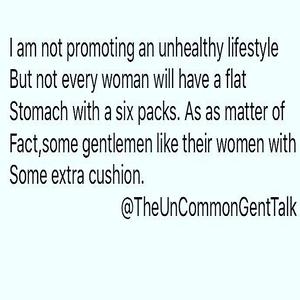 I am not promoting an unhealthy lifestyle
But not every woman will have a flat
Stomach with a six packs. As as matter of
Fact,some gentlemen like their women with
Some extra cushion.
@TheUnCommonGentTalk